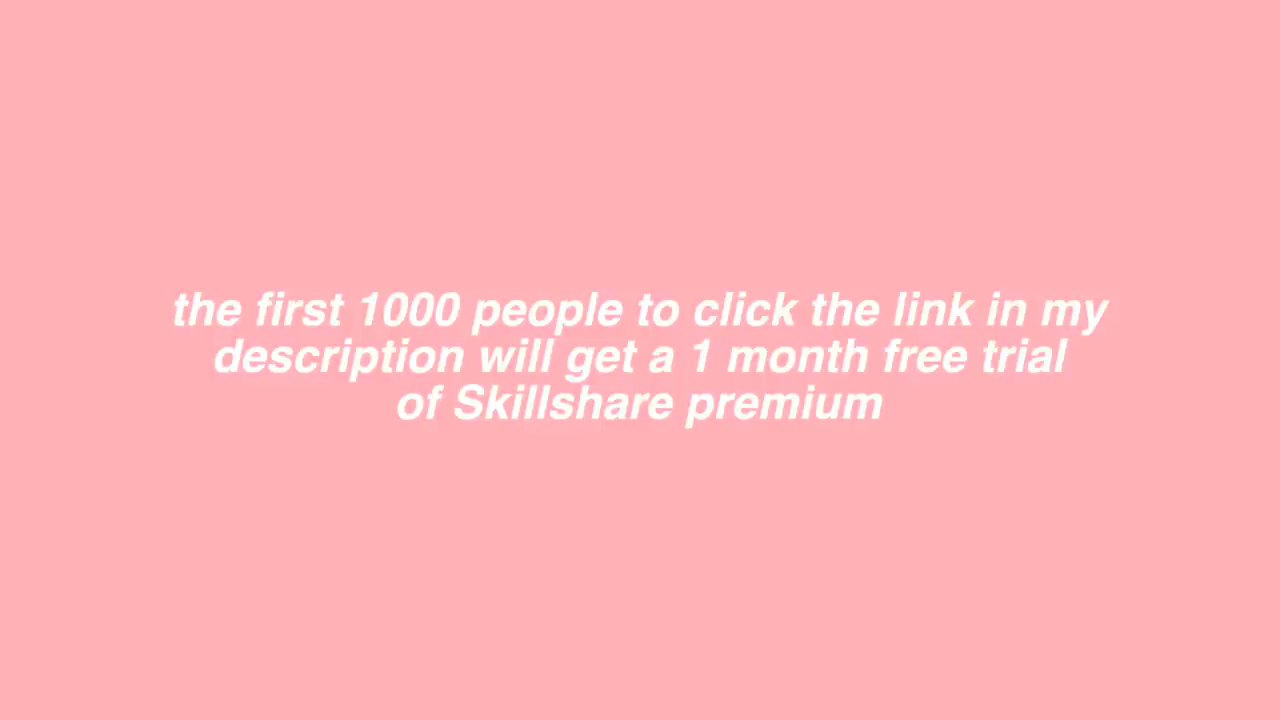 the first 1000 people to click the link in my
description will get a 1 month free trial
of Skillshare premium